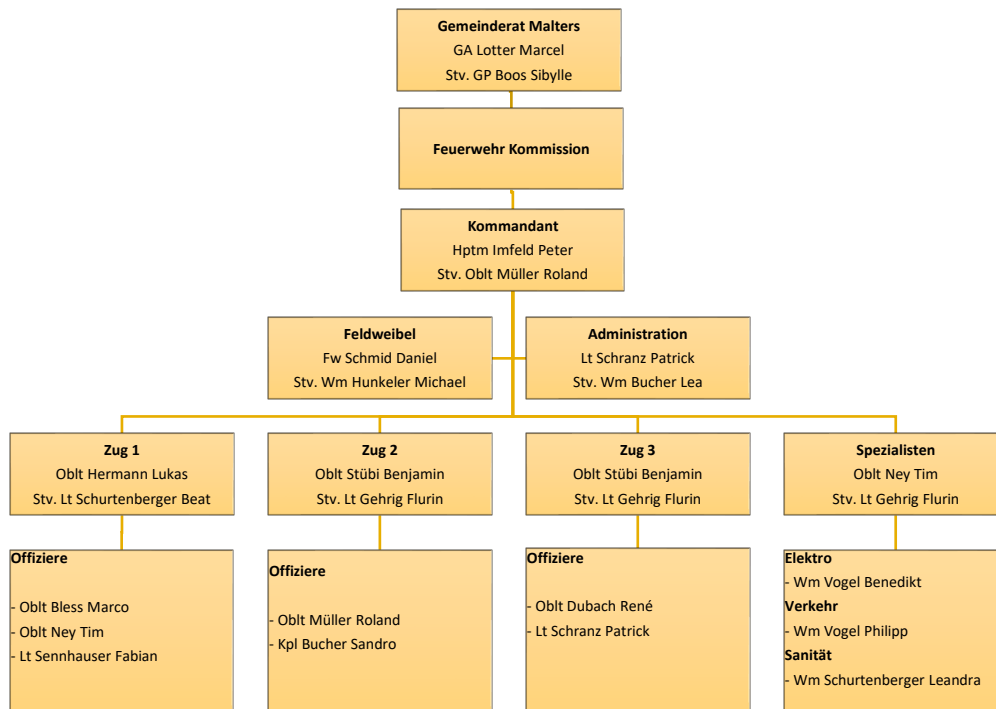 Gemeinderat Malters
GA Lotter Marcel
Stv. GP Boos Sibylle
Feuerwehr Kommission
Kommandant
Hptm Imfeld Peter
Stv. Oblt Müller Roland
Feldweibel
Fw Schmid Daniel
Stv. Wm Hunkeler Michael
Administration
Lt Schranz Patrick
Stv. Wm Bucher Lea
Zug 1
Oblt Hermann Lukas
Stv. Lt Schurtenberger Beat
Zug 2
Oblt Stübi Benjamin
Stv. Lt Gehrig Flurin
Zug 3
Oblt Stübi Benjamin
Stv. Lt Gehrig Flurin
Spezialisten
Oblt Ney Tim
Stv. Lt Gehrig Flurin
Offiziere
- Oblt Bless Marco
- Oblt Ney Tim
- Lt Sennhauser Fabian
Offiziere
- Oblt Müller Roland
- Kpl Bucher Sandro
Offiziere
- Oblt Dubach René
- Lt Schranz Patrick
Elektro
- Wm Vogel Benedikt
Verkehr
- Wm Vogel Philipp
Sanität
- Wm Schurtenberger Leandra